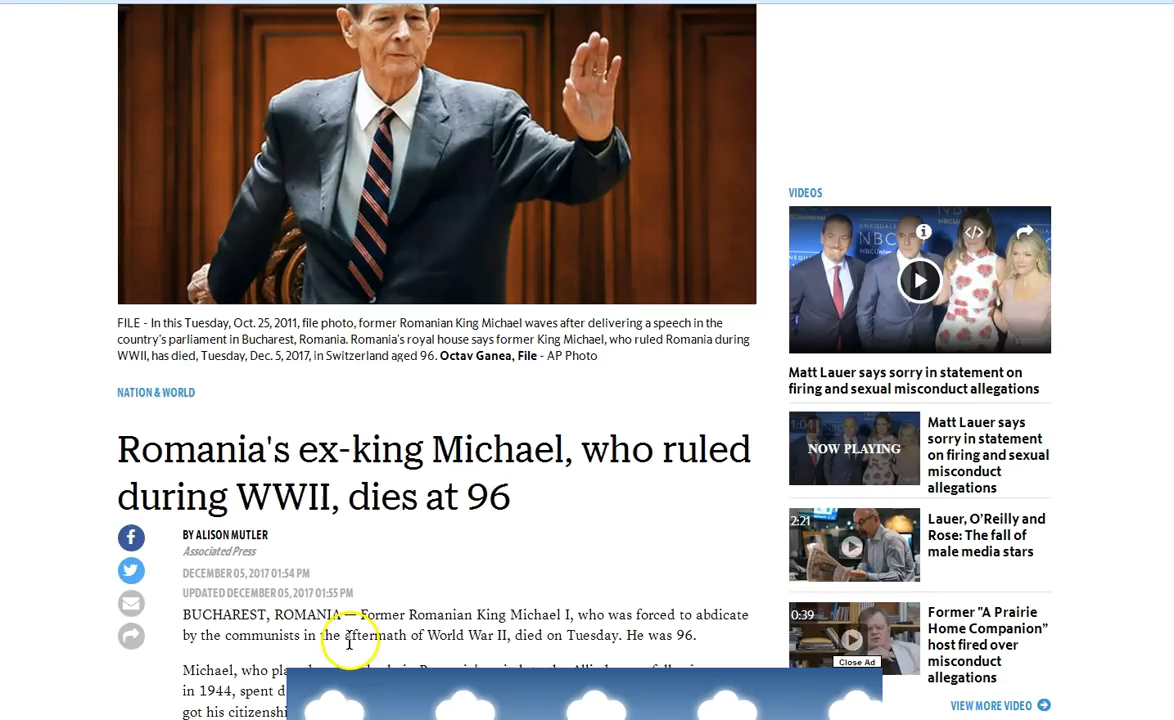 FILE - In this Tuesday, Oct. 25, 2011, file photo, former Romanian King Michael waves after delivering a speech in the
country's parliament in Bucharest, Romania. Romania's royal house says former King Michael, who ruled Romania during
WWII, has died, Tuesday, Dec. 5, 2017, in Switzerland aged 96. Octav Ganea, File - AP Photo
NATION & WORLD
Romania's ex-king Michael, who ruled
during WWII, dies at 96
BY ALISON MUTLER
Associated Press
DECEMBER 05, 2017 01:54 PM
UPDATED DECEMBER 05, 2017 01:55 PM
BUCHAREST, ROMANIA — Former Romanian King Michael I, who was forced to abdicate
by the communists in the aftermath of World War II, died on Tuesday. He was 96.
Michael, who
in 1944, spent
got his
VIDEOS
NBC
Matt Lauer says sorry in statement on
firing and sexual misconduct allegations
1:04
NOW PLAYING
Matt Lauer says
sorry in statement
on firing and sexual
misconduct
allegations
2:21
Lauer, O'Reilly and
Rose: The fall of
male media stars
0:39
Former "A Prairie
Home Companion"
host fired over
misconduct
allegations
Close Ad
VIEW MORE VIDEO